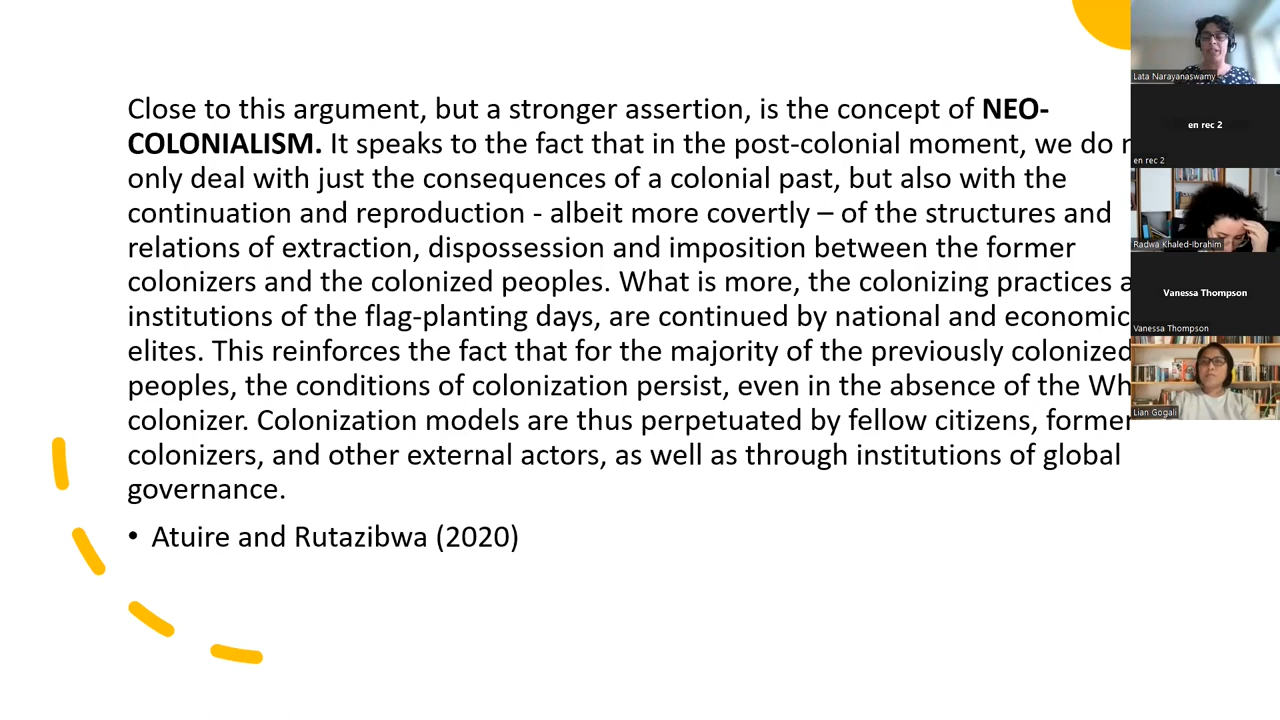 Close to this argument, but a stronger assertion, is the concept of NEO-
COLONIALISM. It speaks to the fact that in the post-colonial moment, we do
only deal with just the consequences of a colonial past, but also with the
continuation and reproduction - albeit more covertly – of the structures and
relations of extraction, dispossession and imposition between the former
colonizers and the colonized peoples. What is more, the colonizing practices
institutions of the flag-planting days, are continued by national and economic
elites. This reinforces the fact that for the majority of the previously colonized
peoples, the conditions of colonization persist, even in the absence of the
colonizer. Colonization models are thus perpetuated by fellow citizens, former
colonizers, and other external actors, as well as through institutions of global
governance.
• Atuire and Rutazibwa (2020)
Lata Narayanaswamy
en rec 2
en rec 2
Radwa Khaled-Ibrahim
Vanessa Thompson
Vanessa Thompson
Lian Gogali